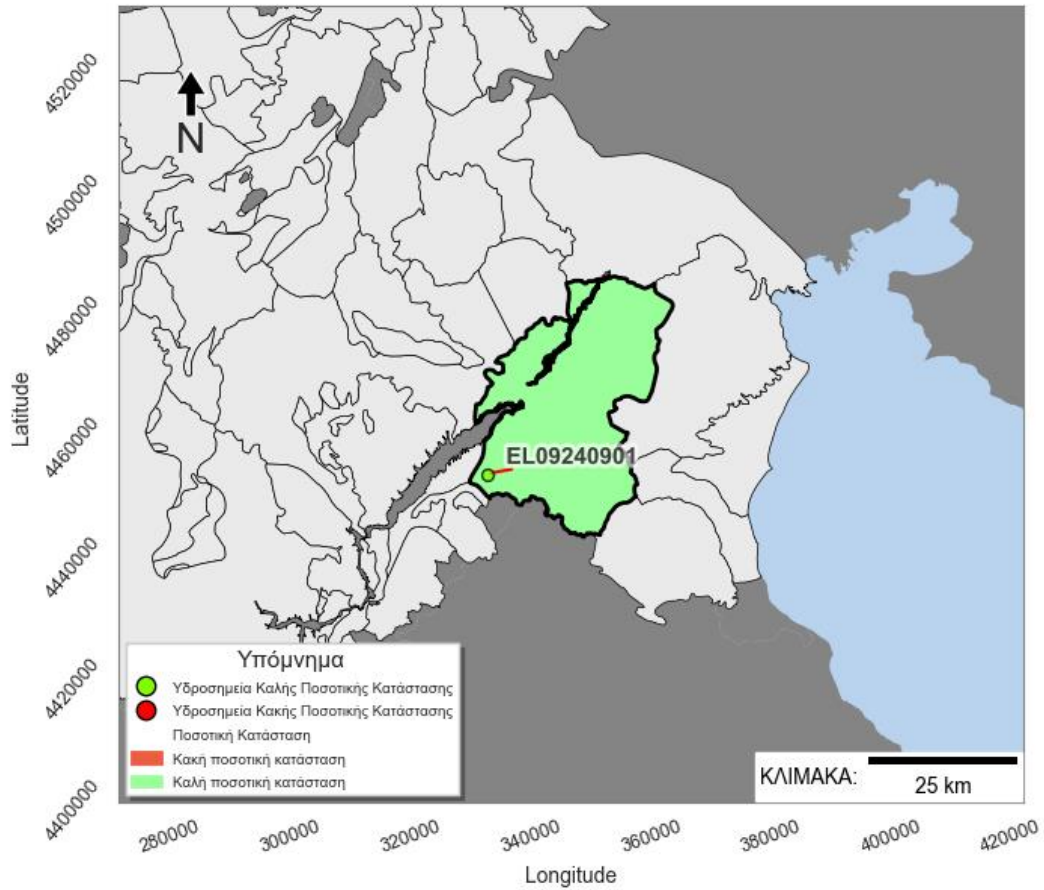 4520000
4500000
4480000
4460000
4440000
4420000
4400000
Latitude
N
EL09240901
Υπόμνημα
Υδροσημεία Καλής Ποσοτικής Κατάστασης
Υδροσημεία Κακής Ποσοτικής Κατάστασης
Ποσοτική Κατάσταση
Κακή ποσοτική κατάσταση
Καλή ποσοτική κατάσταση
ΚΛΙΜΑΚΑ:
25 km
280000 300000 320000 340000 360000 380000 400000 420000
Longitude